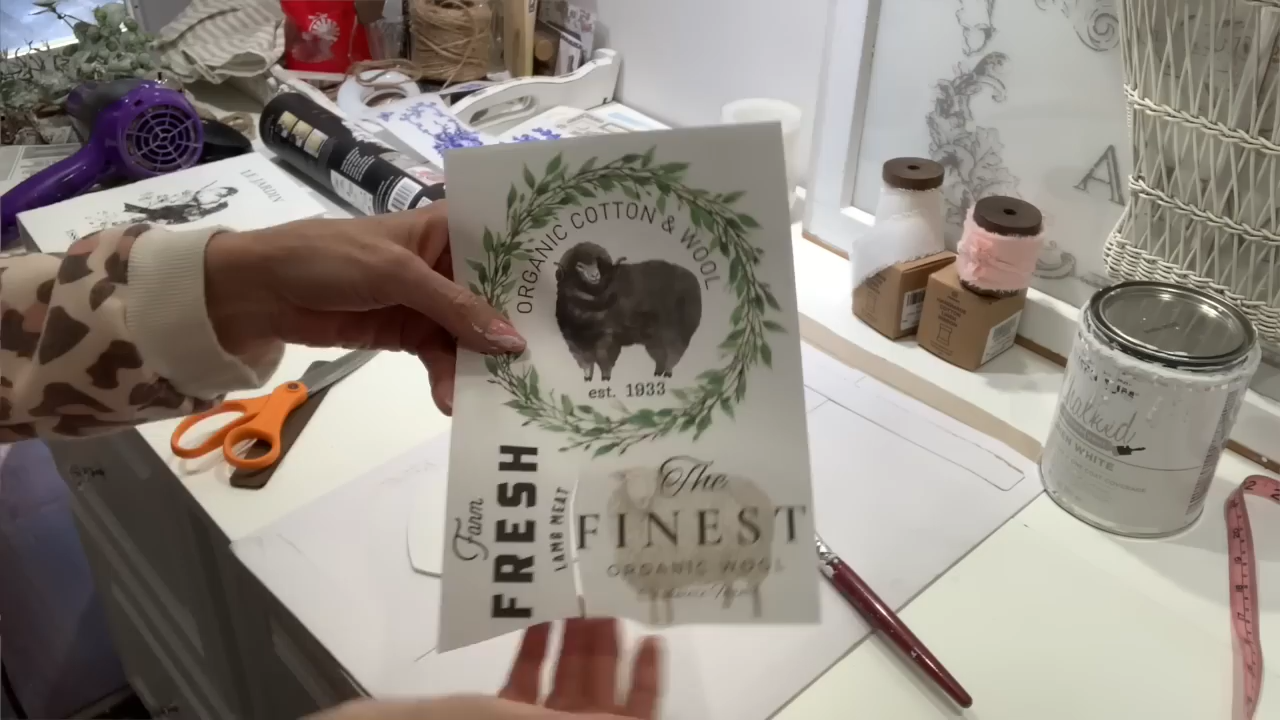 ORGANIC COTTON & WOOL
est. 1933
Farm
FRESH
LAMB MEAT
The
FINEST
ORGANIC WOOL
LE JARDIN
A
WHITE